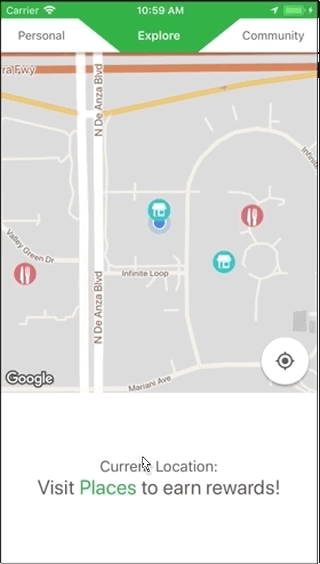 Carrier 10:59 AM
Personal Explore Community
ra Fwy
N De Anza Blvd
Infinite
Valley Green Dr
Infinite Loop
N De Anza Blvd
Mariani Ave
Google
Current Location:
Visit Places to earn rewards!